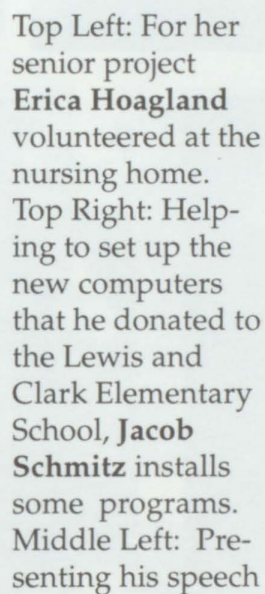 Top Left: For her
senior project
Erica Hoagland
volunteered at the
nursing home.
Top Right: Help-
ing to set up the
new computers
that he donated to
the Lewis and
Clark Elementary
School, Jacob
Schmitz installs
some programs.
Middle Left: Pre-
senting his speech